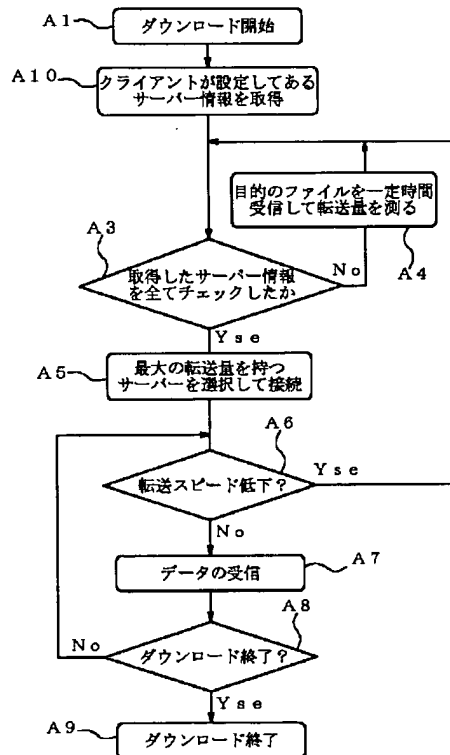 A1
ダウンロード開始
A10
クライアントが設定してある
サーバー情報を取得
目的のファイルを一定時間
受信して転送量を測る
A4
A3
取得したサーバー情報
を全てチェックしたか
No
Yse
A5
最大の転送量を持つ
サーバーを選択して接続
A6
転送スピード低下?
Yse
No
データの受信
A7
A8
ダウンロード終了?
No
Yse
A9
ダウンロード終了